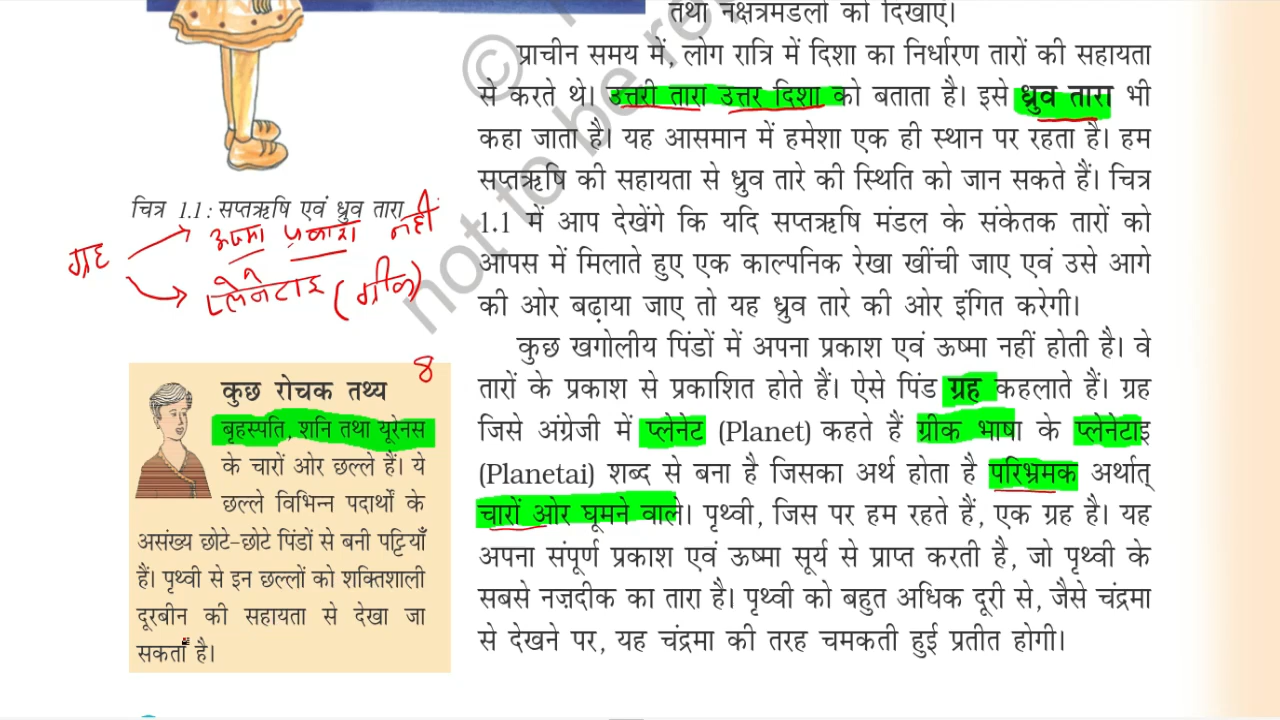 तथा नक्षत्रमंडलों को दिखाएं।
प्राचीन समय में, लोग रात्रि में दिशा का निर्धारण तारों की सहायता
से करते थे। उत्तरी तारा उत्तर दिशा को बताता है। इसे ध्रुव तारा भी
कहा जाता है। यह आसमान में हमेशा एक ही स्थान पर रहता है। हम
सप्तऋषि की सहायता से ध्रुव तारे की स्थिति को जान सकते हैं। चित्र
1.1 में आप देखेंगे कि यदि सप्तऋषि मंडल के संकेतक तारों को
आपस में मिलाते हुए एक काल्पनिक रेखा खींची जाए एवं उसे आगे
की ओर बढ़ाया जाए तो यह ध्रुव तारे की ओर इंगित करेगी।
कुछ खगोलीय पिंडों में अपना प्रकाश एवं ऊष्मा नहीं होती है। वे
तारों के प्रकाश से प्रकाशित होते हैं। ऐसे पिंड ग्रह कहलाते हैं। ग्रह
जिसे अंग्रेजी में प्लेनेट (Planet) कहते हैं ग्रीक भाषा के प्लेनेटाइ
(Planetai) शब्द से बना है जिसका अर्थ होता है परिभ्रमक अर्थात्
चारों ओर घूमने वाले। पृथ्वी, जिस पर हम रहते हैं, एक ग्रह है। यह
अपना संपूर्ण प्रकाश एवं ऊष्मा सूर्य से प्राप्त करती है, जो पृथ्वी के
सबसे नज़दीक का तारा है। पृथ्वी को बहुत अधिक दूरी से, जैसे चंद्रमा
से देखने पर, यह चंद्रमा की तरह चमकती हुई प्रतीत होगी।
चित्र 1.1 : सप्तऋषि एवं ध्रुव तारा
ग्रह
अपना प्रकाश नहीं
प्लेनेटाइ (ग्रीक)
8
कुछ रोचक तथ्य
बृहस्पति, शनि तथा यूरेनस
के चारों ओर छल्ले हैं। ये
छल्ले विभिन्न पदार्थों के
असंख्य छोटे-छोटे पिंडों से बनी पट्टियाँ
हैं। पृथ्वी से इन छल्लों को शक्तिशाली
दूरबीन की सहायता से देखा जा
सकता है।
not to be re
©